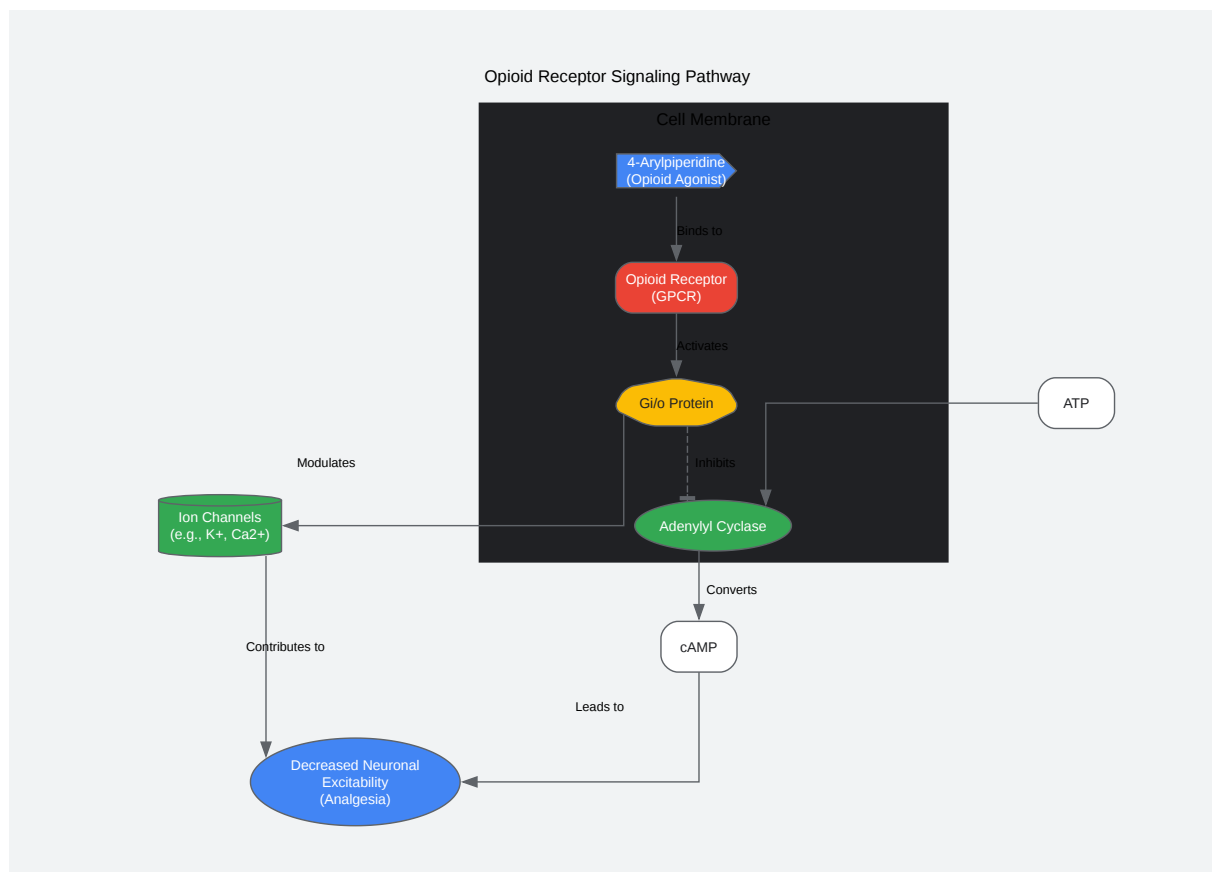 Opioid Receptor Signaling Pathway
Cell Membrane
4-Arylpiperidine
(Opioid Agonist)
Binds to
Opioid Receptor
(GPCR)
Activates
Gi/o Protein
ATP
Modulates
Inhibits
Ion Channels
(e.g., K+, Ca2+)
Adenylyl Cyclase
Converts
Contributes to
cAMP
Leads to
Decreased Neuronal
Excitability
(Analgesia)